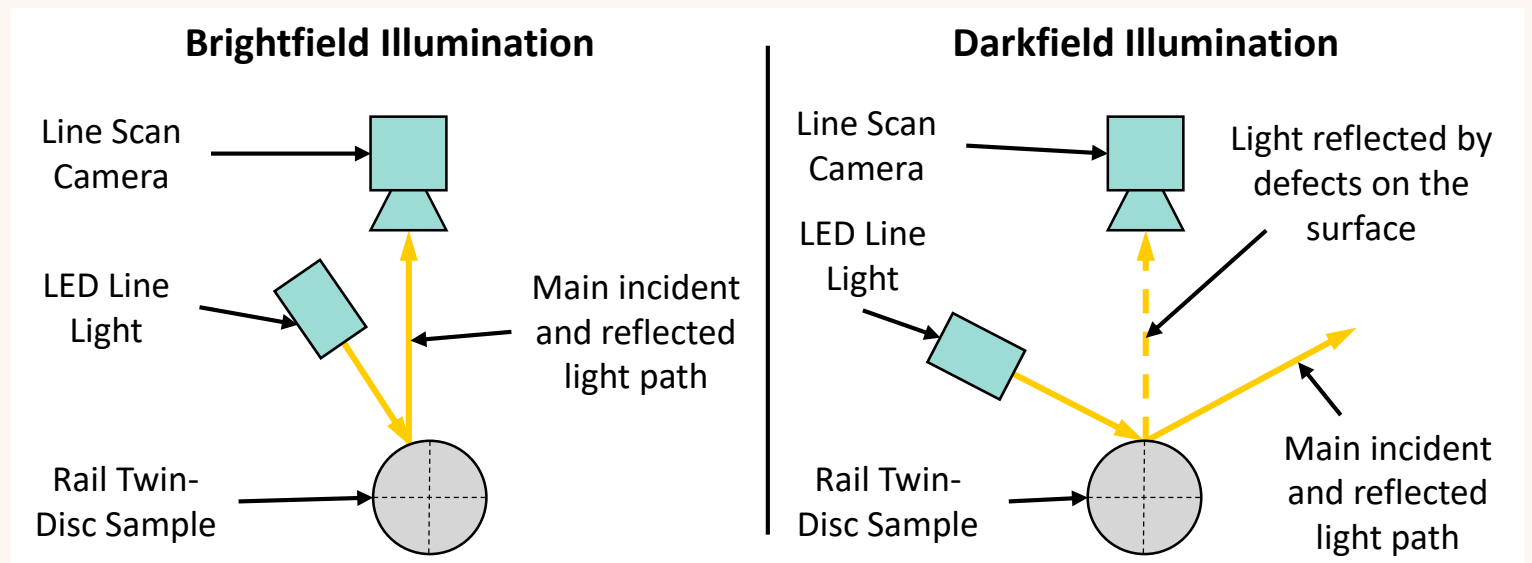 Brightfield Illumination
Line Scan
Camera
LED Line
Light
Main incident
and reflected
light path
Rail Twin-
Disc Sample
Darkfield Illumination
Line Scan
Camera
Light reflected by
defects on the
surface
LED Line
Light
Rail Twin-
Disc Sample
Main incident
and reflected
light path